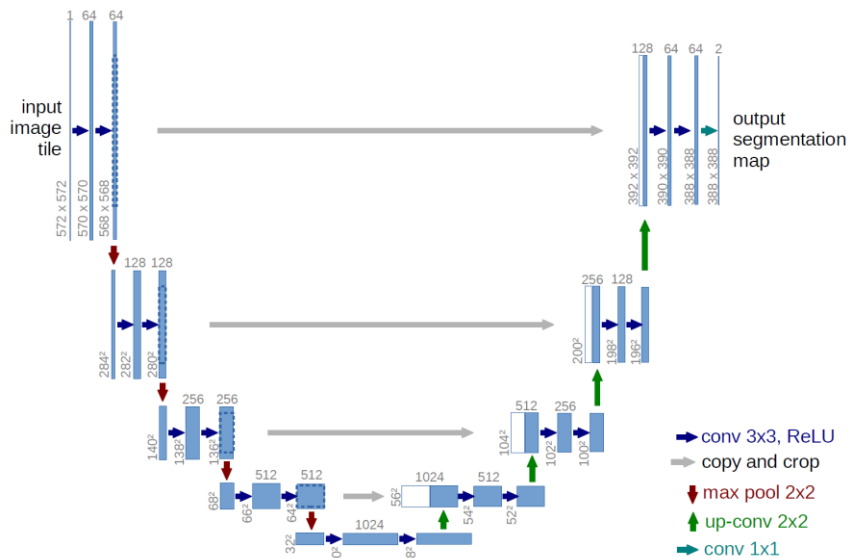 1 64 64
input
image
tile
572 x 572
570 x 570
568 x 568
128 64 64 2
output
segmentation
map
392 x 392
390 x 390
388 x 388
388 x 388
128 128
284²
282²
280²
256 128
200²
198²
196²
256 256
140²
138²
136²
512 256
104²
102²
100²
512 512
68²
66²
64²
1024 512
56²
54²
52²
1024
32²
0²
8²
conv 3x3, ReLU
copy and crop
max pool 2x2
up-conv 2x2
conv 1x1